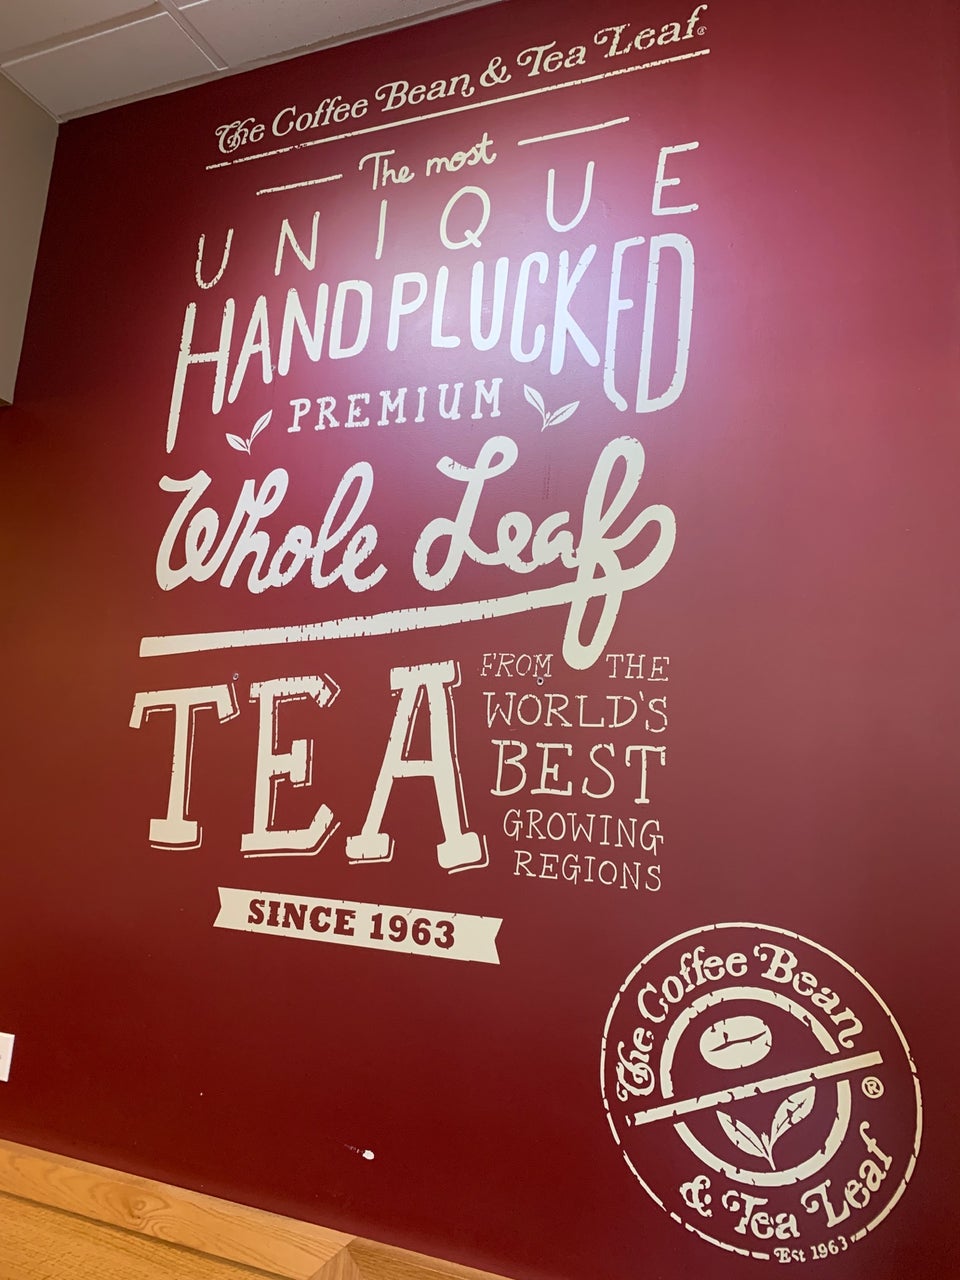 The Coffee Bean & Tea Leaf®
The most
UNIQUE
HAND PLUCKED
PREMIUM
Whole Leaf
TEA
FROM THE
WORLD'S
BEST
GROWING
REGIONS
SINCE 1963
The Coffee Bean
®
& Tea Leaf
Est 1963